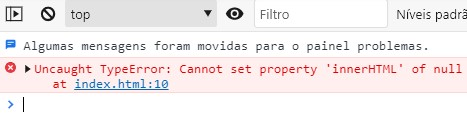 top Filtro Níveis padrã
Algumas mensagens foram movidas para o painel problemas.
Uncaught TypeError: Cannot set property 'innerHTML' of null
at index.html:10